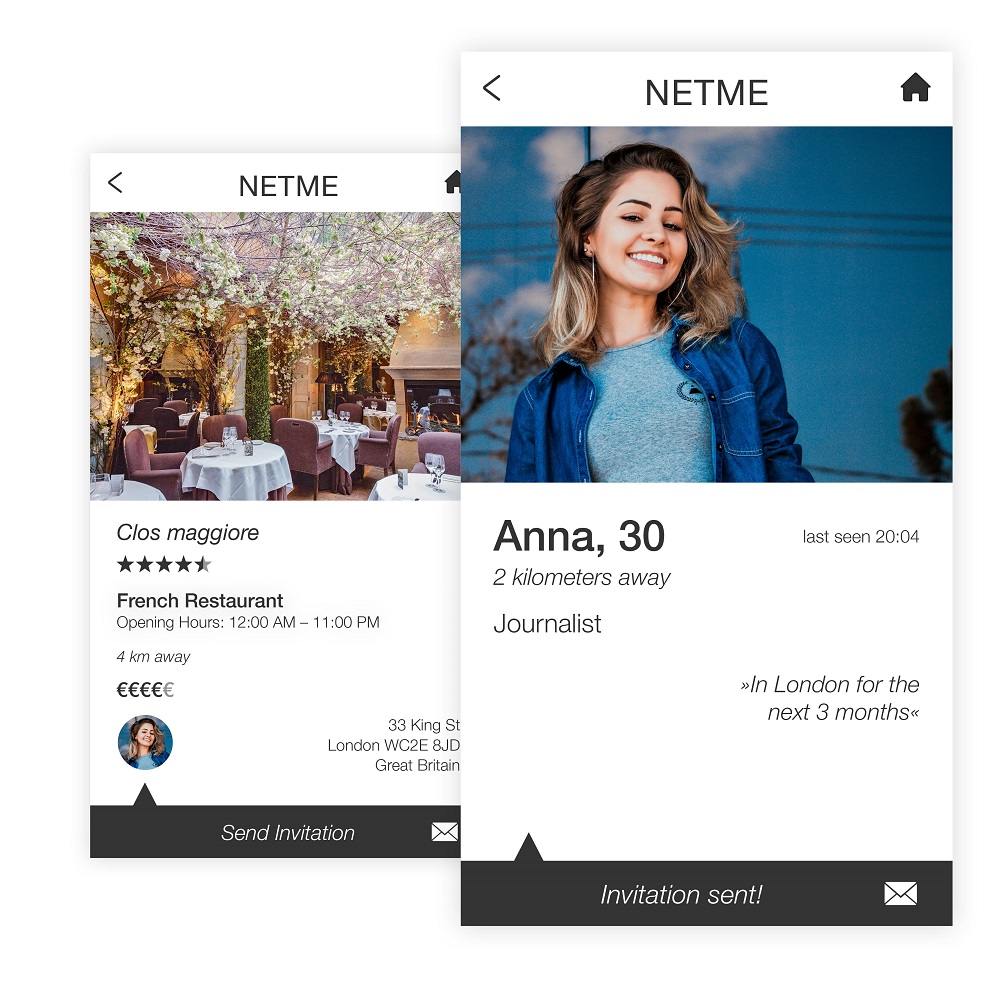 NETME
Clos maggiore
French Restaurant
Opening Hours: 12:00 AM – 11:00 PM
4 km away
€€€€€
33 King St
London WC2E 8JD
Great Britain
Send Invitation
NETME
Anna, 30
last seen 20:04
2 kilometers away
Journalist
»In London for the
next 3 months«
Invitation sent!